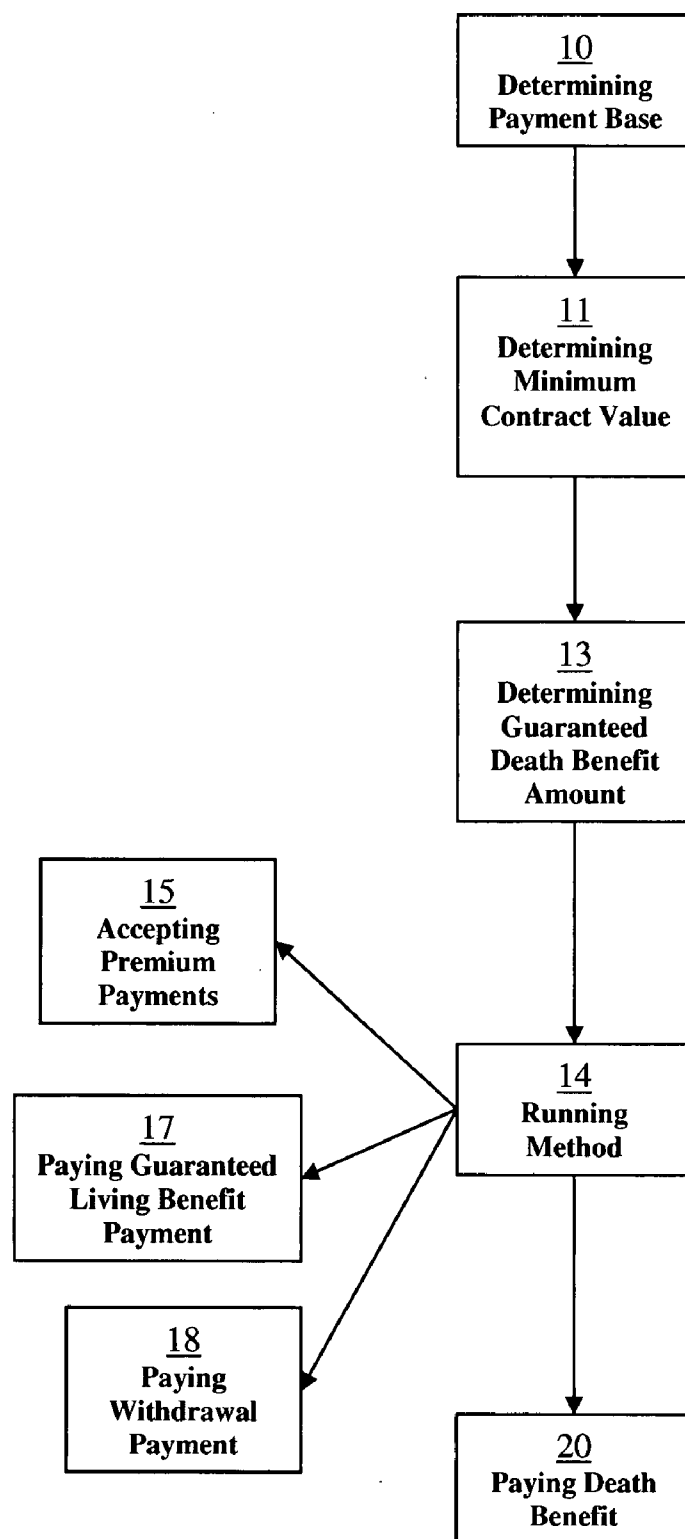 10
Determining
Payment Base
11
Determining
Minimum
Contract Value
13
Determining
Guaranteed
Death Benefit
Amount
15
Accepting
Premium
Payments
14
Running
Method
17
Paying Guaranteed
Living Benefit
Payment
18
Paying
Withdrawal
Payment
20
Paying Death
Benefit